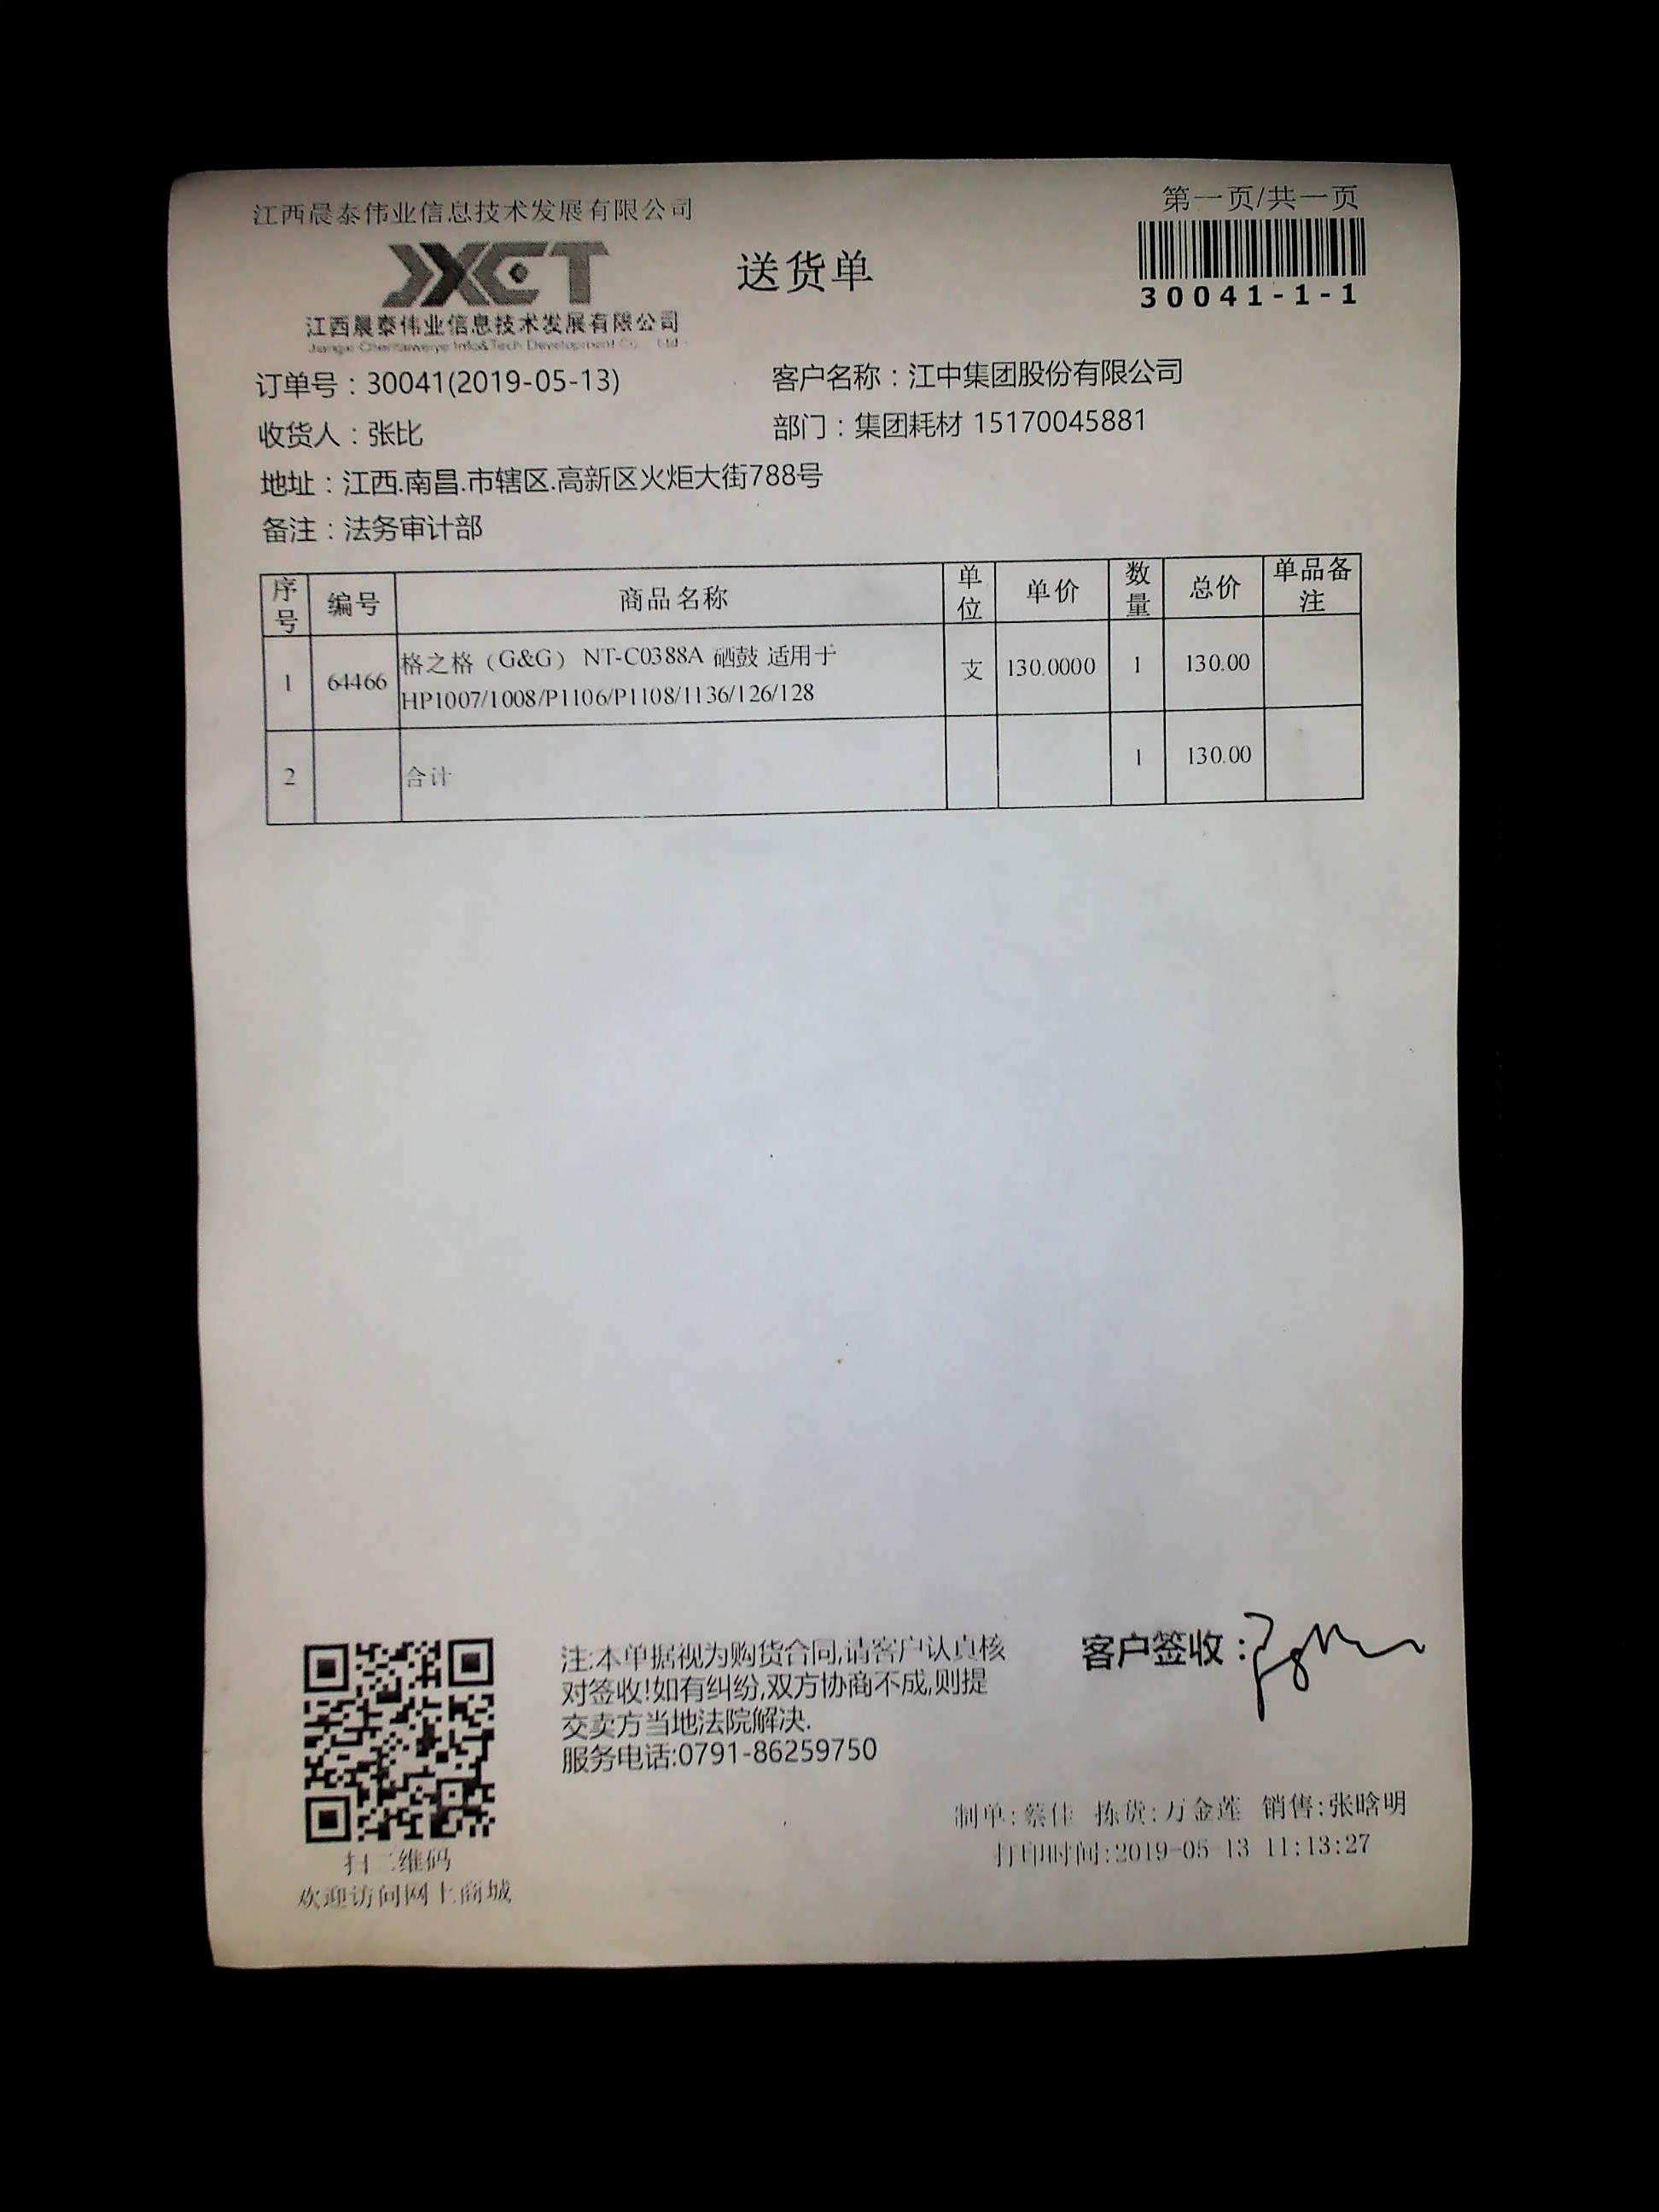 江西晨泰伟业信息技术发展有限公司
第一页/共一页
JXCT
送货单
30041-1-1
江西晨泰伟业信息技术发展有限公司
Jiangxi Chentaiweiye Info&Tech Development Co Ltd
订单号：30041(2019-05-13)
客户名称：江中集团股份有限公司
收货人：张比
部门：集团耗材 15170045881
地址：江西.南昌.市辖区.高新区火炬大街788号
备注：法务审计部
序号 编号 商品名称 单位 单价 数量 总价 单品备注
1 64466 格之格（G&G） NT-C0388A 硒鼓 适用于 支 130.0000 1 130.00
HP1007/1008/P1106/P1108/1136/126/128
2 合计 1 130.00
注:本单据视为购货合同,请客户认真核
对签收!如有纠纷,双方协商不成,则提
交卖方当地法院解决.
服务电话:0791-86259750
客户签收：
制单:蔡伟 拣货:万金莲 销售:张晗明
打印时间:2019-05-13 11:13:27
扫二维码
欢迎访问网上商城